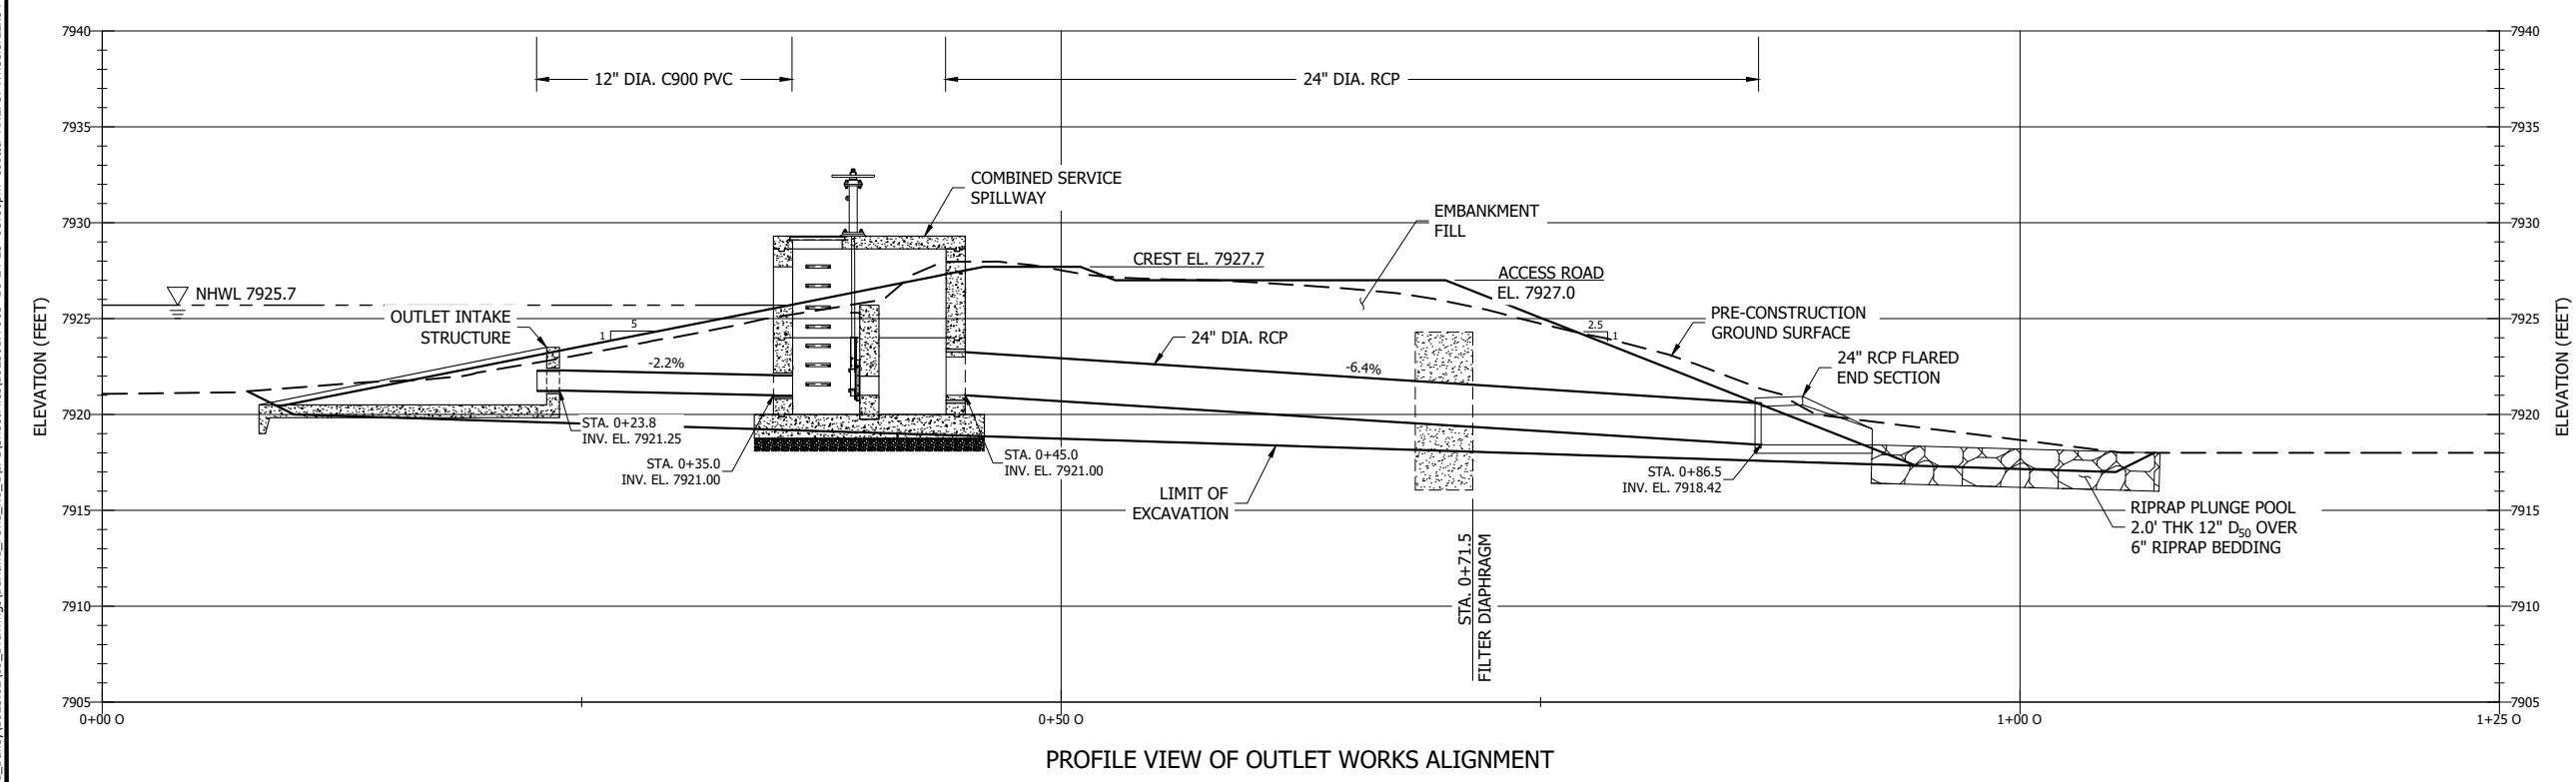 7940
7935
7930
7925
7920
7915
7910
7905
ELEVATION (FEET)
12" DIA. C900 PVC
24" DIA. RCP
COMBINED SERVICE
SPILLWAY
EMBANKMENT
FILL
CREST EL. 7927.7
ACCESS ROAD
EL. 7927.0
NHWL 7925.7
OUTLET INTAKE
STRUCTURE
5
1
-2.2%
24" DIA. RCP
-6.4%
2.5
1
PRE-CONSTRUCTION
GROUND SURFACE
24" RCP FLARED
END SECTION
STA. 0+23.8
INV. EL. 7921.25
STA. 0+35.0
INV. EL. 7921.00
STA. 0+45.0
INV. EL. 7921.00
LIMIT OF
EXCAVATION
STA. 0+71.5
FILTER DIAPHRAGM
STA. 0+86.5
INV. EL. 7918.42
RIPRAP PLUNGE POOL
2.0' THK 12" D50 OVER
6" RIPRAP BEDDING
7940
7935
7930
7925
7920
7915
7910
7905
ELEVATION (FEET)
0+00 O
0+50 O
1+00 O
1+25 O
PROFILE VIEW OF OUTLET WORKS ALIGNMENT